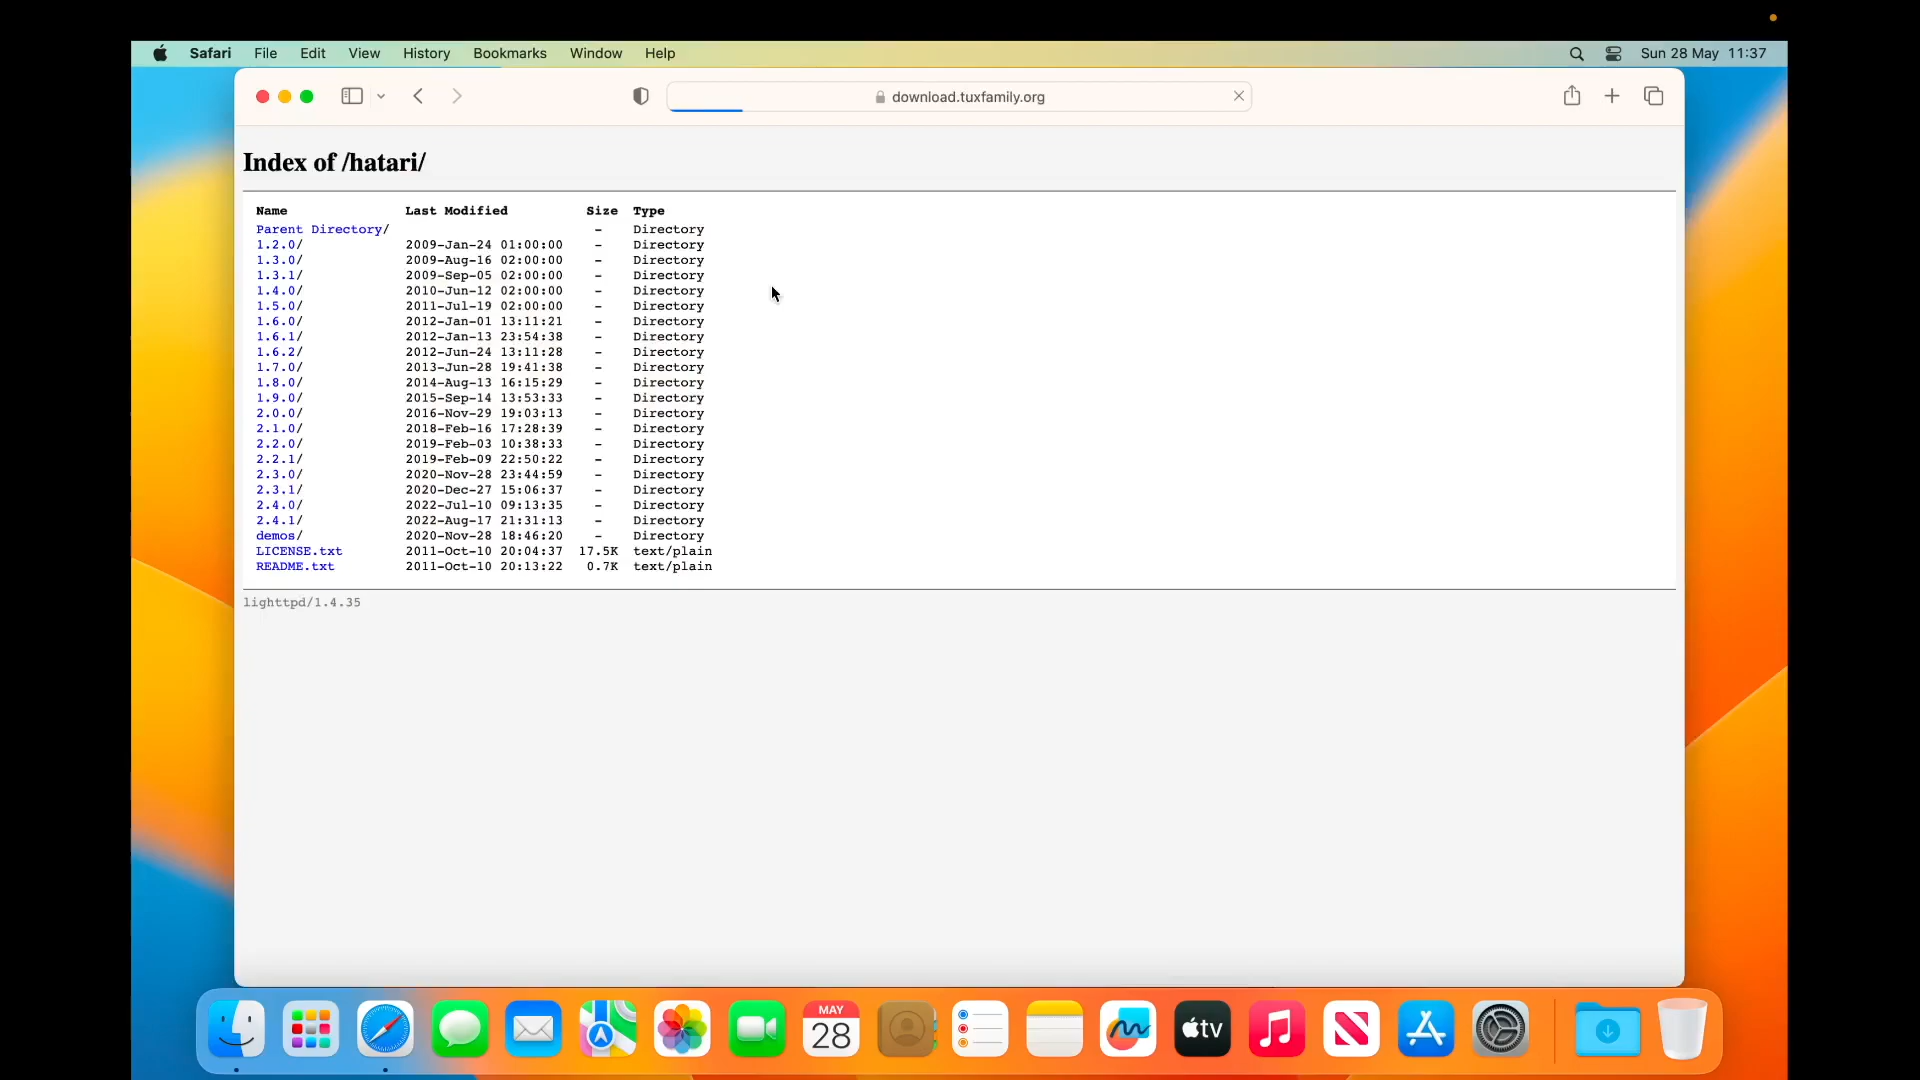 Safari File Edit View History Bookmarks Window Help Sun 28 May 11:37
download.tuxfamily.org
Index of /hatari/
Name Last Modified Size Type
Parent Directory/ - Directory
1.2.0/ 2009-Jan-24 01:00:00 - Directory
1.3.0/ 2009-Aug-16 02:00:00 - Directory
1.3.1/ 2009-Sep-05 02:00:00 - Directory
1.4.0/ 2010-Jun-12 02:00:00 - Directory
1.5.0/ 2011-Jul-19 02:00:00 - Directory
1.6.0/ 2012-Jan-01 13:11:21 - Directory
1.6.1/ 2012-Jan-13 23:54:38 - Directory
1.6.2/ 2012-Jun-24 13:11:28 - Directory
1.7.0/ 2013-Jun-28 19:41:38 - Directory
1.8.0/ 2014-Aug-13 16:15:29 - Directory
1.9.0/ 2015-Sep-14 13:53:33 - Directory
2.0.0/ 2016-Nov-29 19:03:13 - Directory
2.1.0/ 2018-Feb-16 17:28:39 - Directory
2.2.0/ 2019-Feb-03 10:38:33 - Directory
2.2.1/ 2019-Feb-09 22:50:22 - Directory
2.3.0/ 2020-Nov-28 23:44:59 - Directory
2.3.1/ 2020-Dec-27 15:06:37 - Directory
2.4.0/ 2022-Jul-10 09:13:35 - Directory
2.4.1/ 2022-Aug-17 21:31:13 - Directory
demos/ 2020-Nov-28 18:46:20 - Directory
LICENSE.txt 2011-Oct-10 20:04:37 17.5K text/plain
README.txt 2011-Oct-10 20:13:22 0.7K text/plain
lighttpd/1.4.35
MAY
28
tv